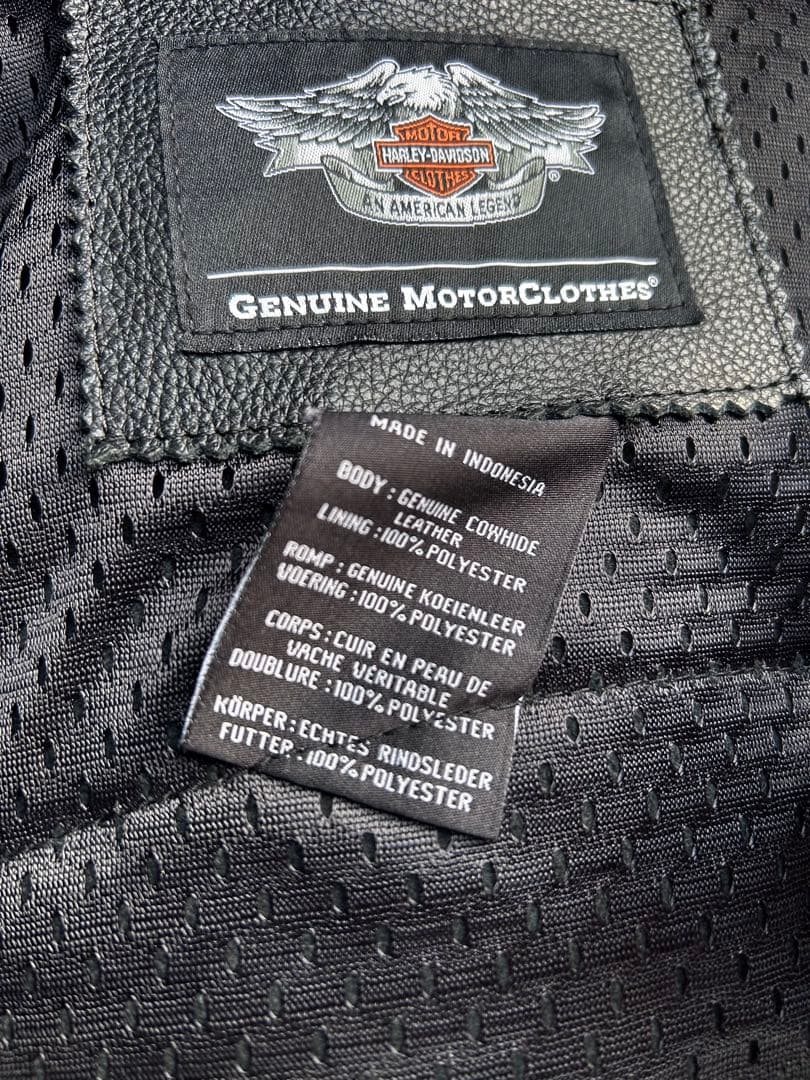 MOTOR
HARLEY-DAVIDSON
CLOTHES
®
AN AMERICAN LEGEND
GENUINE MOTORCLOTHES®
MADE IN INDONESIA
BODY : GENUINE COWHIDE
LEATHER
LINING : 100% POLYESTER
ROMP : GENUINE KOEIENLEER
VOERING : 100% POLYESTER
CORPS : CUIR EN PEAU DE
VACHE VÉRITABLE
DOUBLURE : 100% POLYESTER
KÖRPER : ECHTES RINDSLEDER
FUTTER : 100% POLYESTER